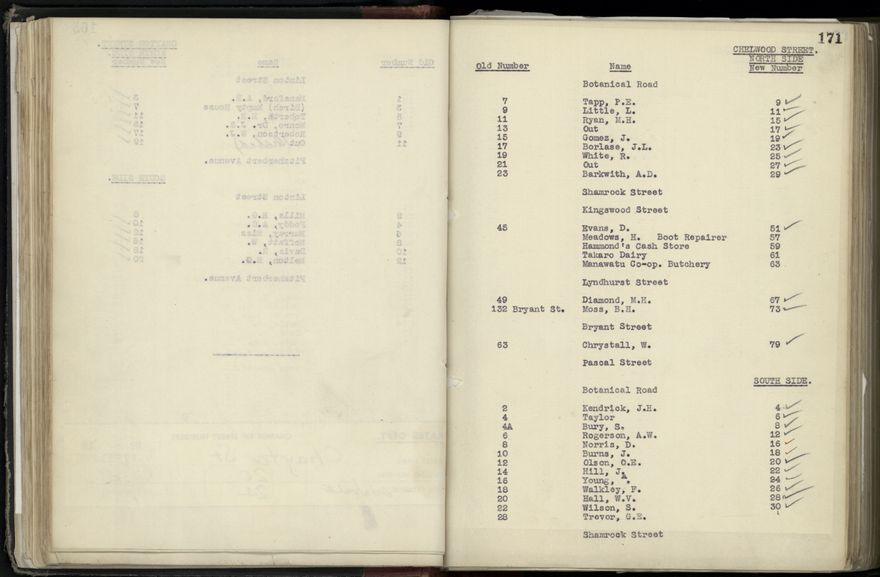 171
CHELWOOD STREET.
NORTH SIDE
Old Number Name New Number
Botanical Road
7 Tapp, P.E. 9
9 Little, L. 11
11 Ryan, M.H. 15
13 Out 17
15 Gomez, J. 19
17 Borlase, J.L. 23
19 White, R. 25
21 Out 27
23 Barkwith, A.D. 29
Shamrock Street
Kingswood Street
45 Evans, D. 51
Meadows, H. Boot Repairer 57
Hammond's Cash Store 59
Takaro Dairy 61
Manawatu Co-op. Butchery 63
Lyndhurst Street
49 Diamond, M.H. 67
132 Bryant St. Moss, B.H. 73
Bryant Street
63 Chrystall, W. 79
Pascal Street
SOUTH SIDE.
Botanical Road
2 Kendrick, J.H. 4
4 Taylor 6
4A Bury, S. 8
6 Rogerson, A.W. 12
8 Norris, D. 16
10 Burns, J. 18
12 Olson, O.E. 20
14 Hill, J. 22
16 Young, A. 24
18 Walkley, F. 26
20 Hall, W.V. 28
22 Wilson, S. 30
28 Trevor, G.E.
Shamrock Street